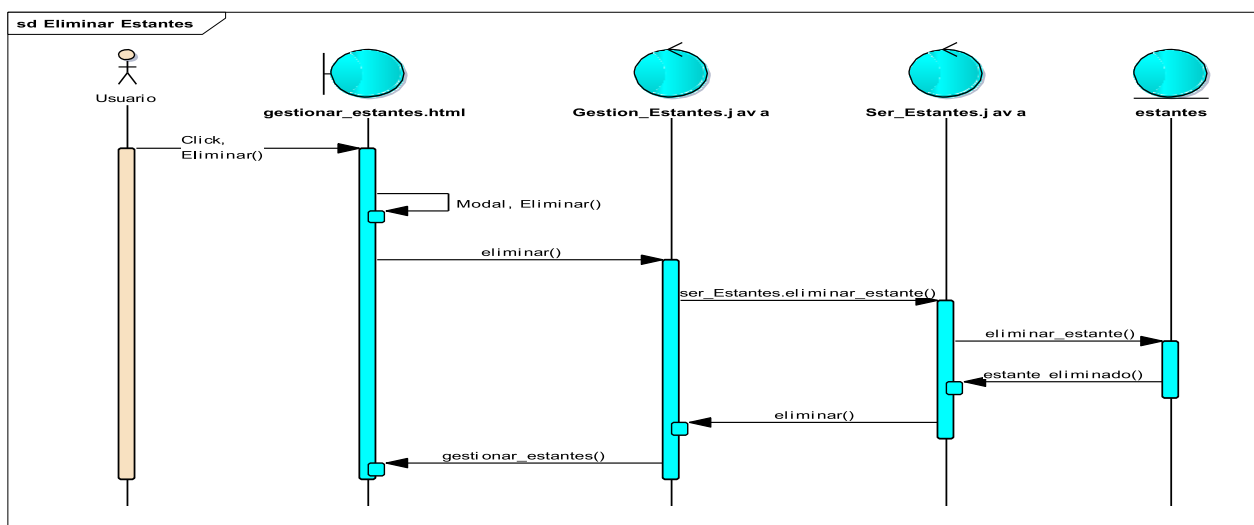 sd Eliminar Estantes
Usuario
gestionar_estantes.html
Gestion_Estantes.java
Ser_Estantes.java
estantes
Click,
Eliminar()
Modal, Eliminar()
eliminar()
ser_Estantes.eliminar_estante()
eliminar_estante()
estante eliminado()
eliminar()
gestionar_estantes()